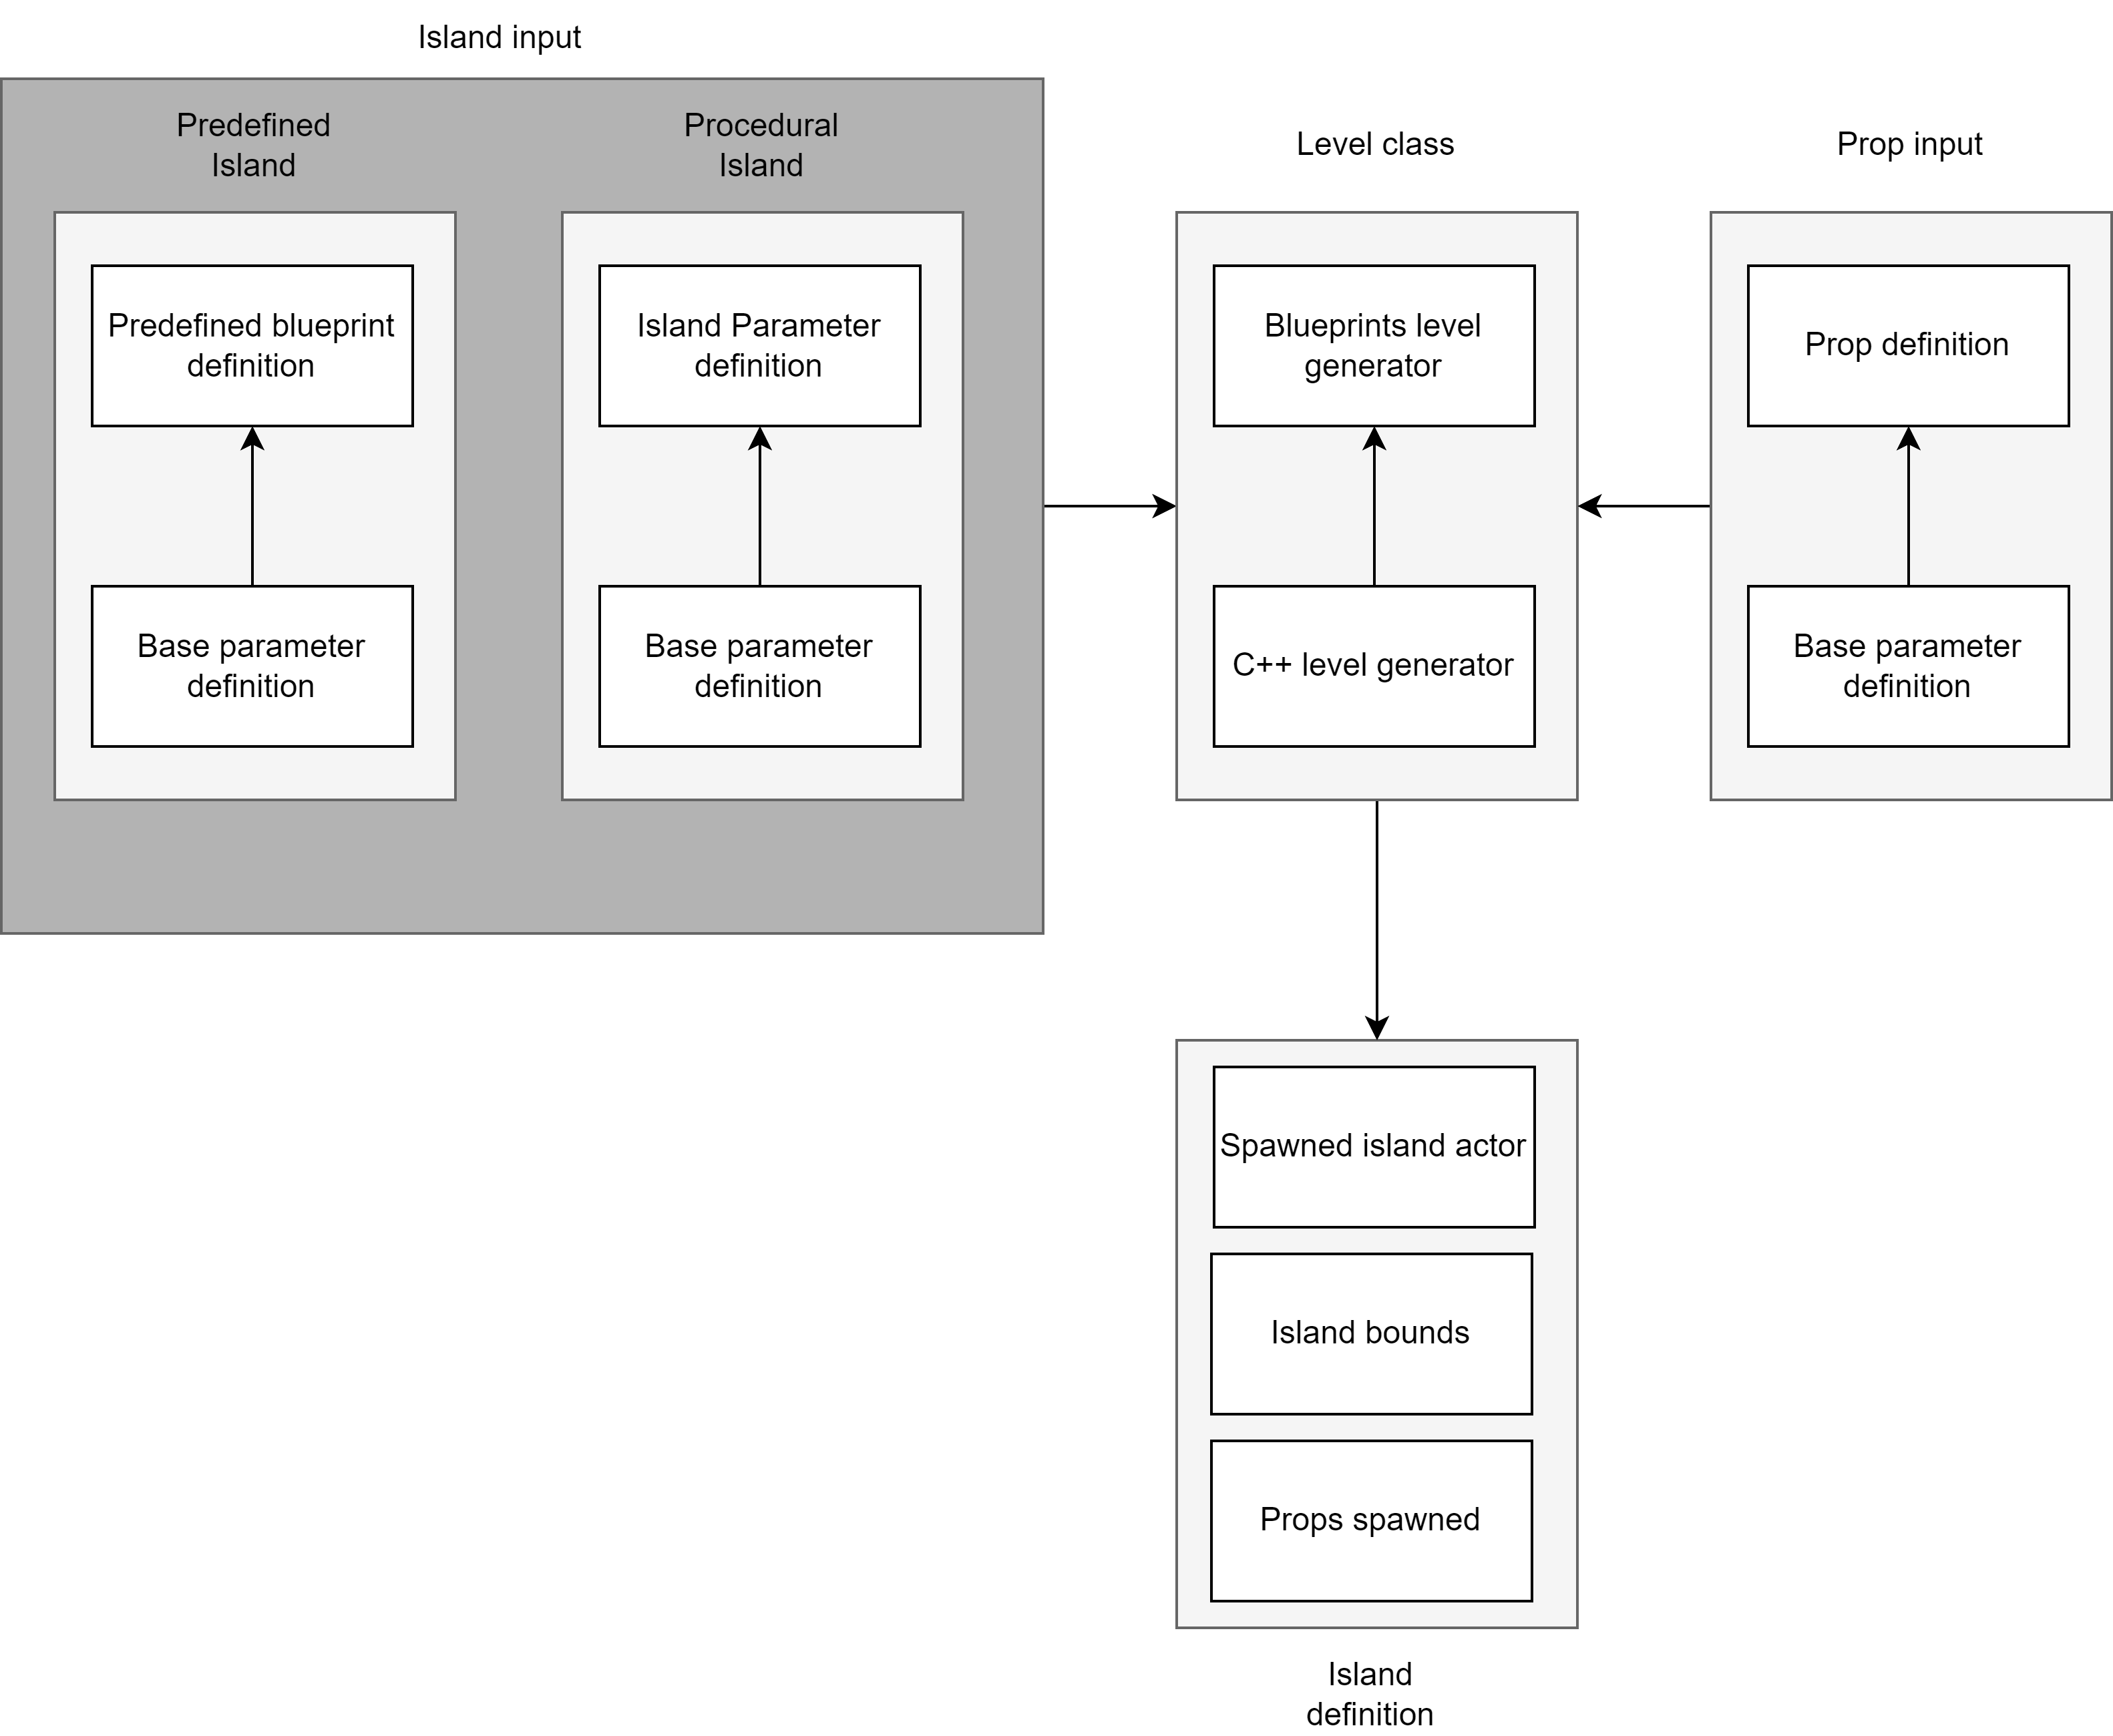 Island input
Predefined
Island
Procedural
Island
Level class
Prop input
Predefined blueprint
definition
Island Parameter
definition
Blueprints level
generator
Prop definition
Base parameter
definition
Base parameter
definition
C++ level generator
Base parameter
definition
Spawned island actor
Island bounds
Props spawned
Island
definition